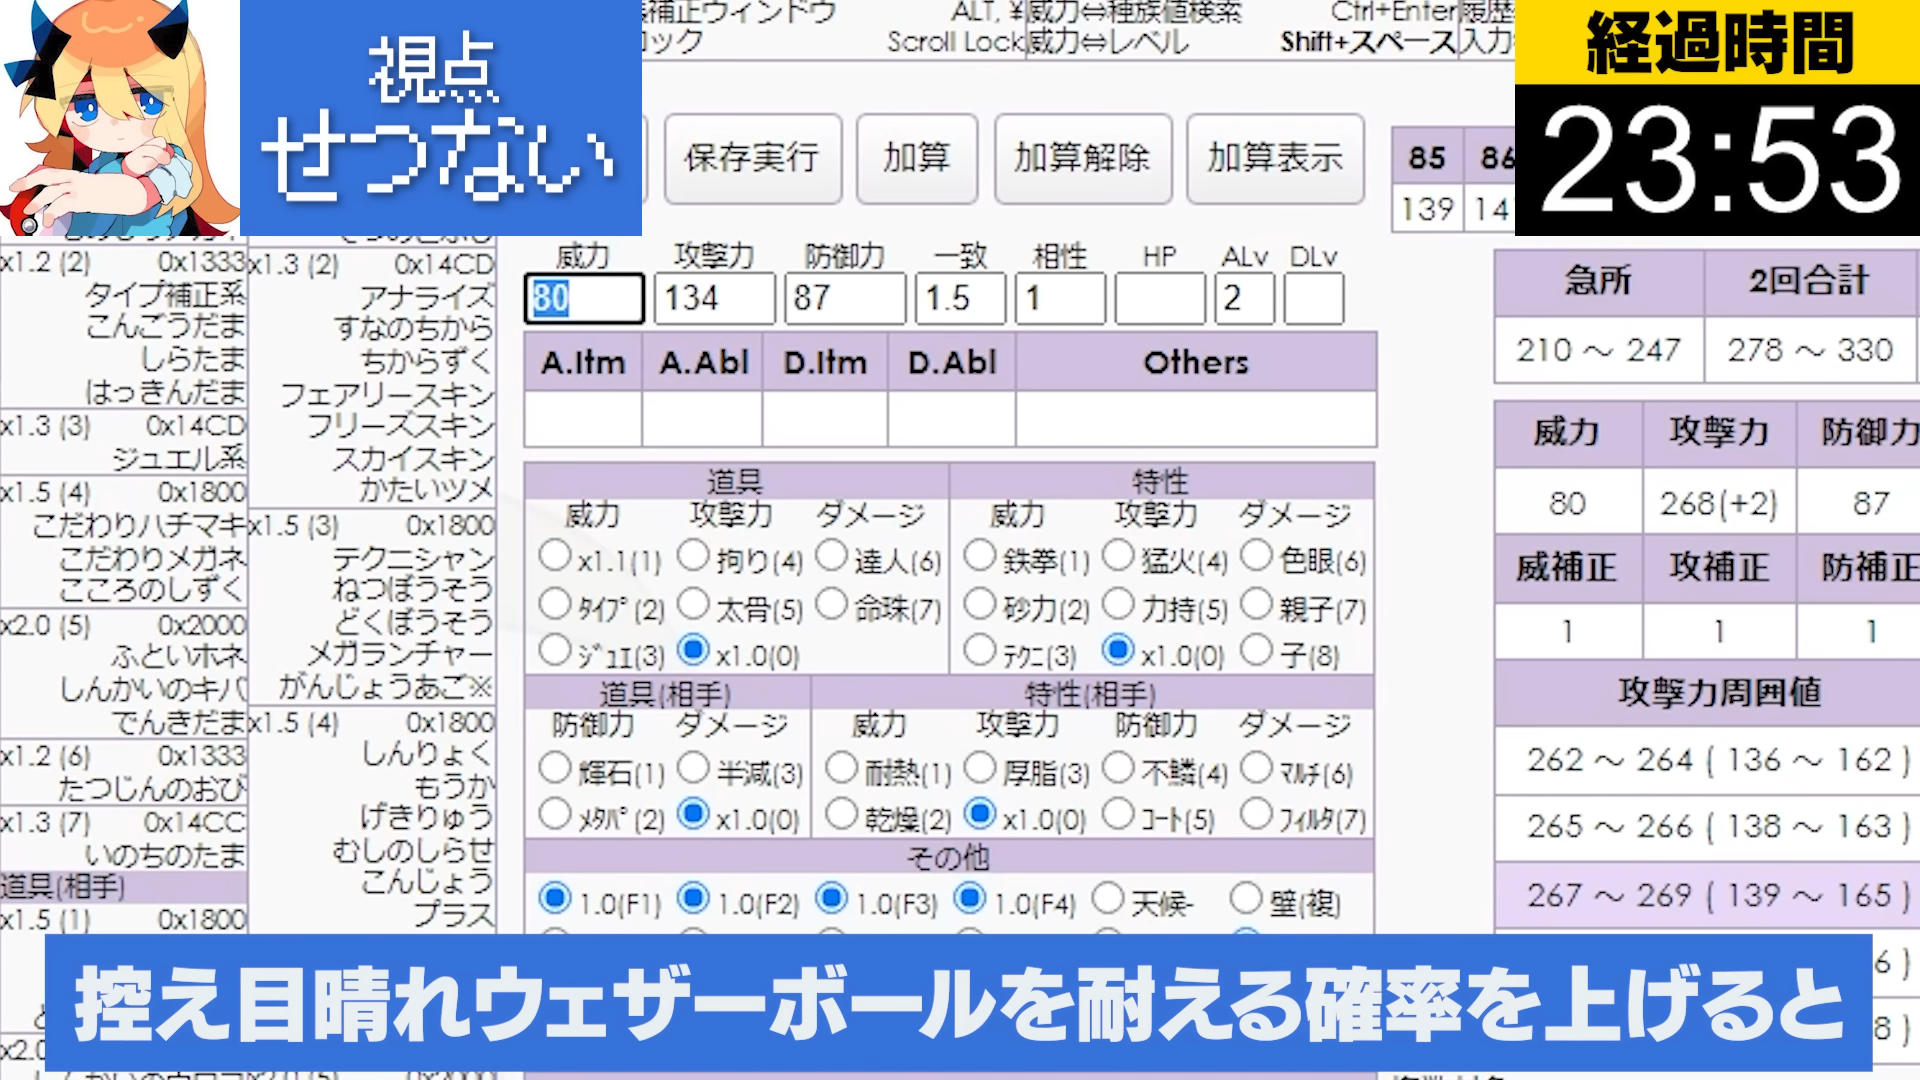 補正ウィンドウ
ALT, ¥
威力⇔種族値検索
Ctrl+Enter
履歴
ロック
Scroll Lock
威力⇔レベル
Shift+スペース
入力
視点
せつない
経過時間
23:53
保存実行
加算
加算解除
加算表示
85
86
139
14
威力
攻撃力
防御力
一致
相性
HP
ALv
DLv
80
134
87
1.5
1
2
A.Itm
A.Abl
D.Itm
D.Abl
Others
x1.2 (2) 0x1333
タイプ補正系
こんごうだま
しらたま
はっきんだま
x1.3 (3) 0x14CD
ジュエル系
x1.5 (4) 0x1800
こだわりハチマキ
こだわりメガネ
こころのしずく
x2.0 (5) 0x2000
ふといホネ
しんかいのキバ
でんきだま
x1.2 (6) 0x1333
たつじんのおび
x1.3 (7) 0x14CC
いのちのたま
道具(相手)
x1.5 (1) 0x1800
x1.3 (2) 0x14CD
アナライズ
すなのちから
ちからずく
フェアリースキン
フリーズスキン
スカイスキン
かたいツメ
x1.5 (3) 0x1800
テクニシャン
ねつぼうそう
どくぼうそう
メガランチャー
がんじょうあご※
x1.5 (4) 0x1800
しんりょく
もうか
げきりゅう
むしのしらせ
こんじょう
プラス
道具
特性
威力 攻撃力 ダメージ
威力 攻撃力 ダメージ
x1.1(1) 拘り(4) 達人(6)
鉄拳(1) 猛火(4) 色眼(6)
ﾀｲﾌﾟ(2) 太骨(5) 命珠(7)
砂力(2) 力持(5) 親子(7)
ｼﾞｭｴ(3) x1.0(0)
ﾃｸﾆ(3) x1.0(0) 子(8)
道具(相手)
特性(相手)
防御力 ダメージ
威力 攻撃力 防御力 ダメージ
輝石(1) 半減(3)
耐熱(1) 厚脂(3) 不鱗(4) ﾏﾙﾁ(6)
ﾒﾀﾊﾟ(2) x1.0(0)
乾燥(2) x1.0(0) ｺｰﾄ(5) ﾌｨﾙﾀ(7)
その他
1.0(F1) 1.0(F2) 1.0(F3) 1.0(F4) 天候- 壁(複)
急所
2回合計
210 ～ 247
278 ～ 330
威力
攻撃力
防御力
80
268(+2)
87
威補正
攻補正
防補正
1
1
1
攻撃力周囲値
262 ～ 264 ( 136 ～ 162 )
265 ～ 266 ( 138 ～ 163 )
267 ～ 269 ( 139 ～ 165 )
6 )
8 )
控え目晴れウェザーボールを耐える確率を上げると